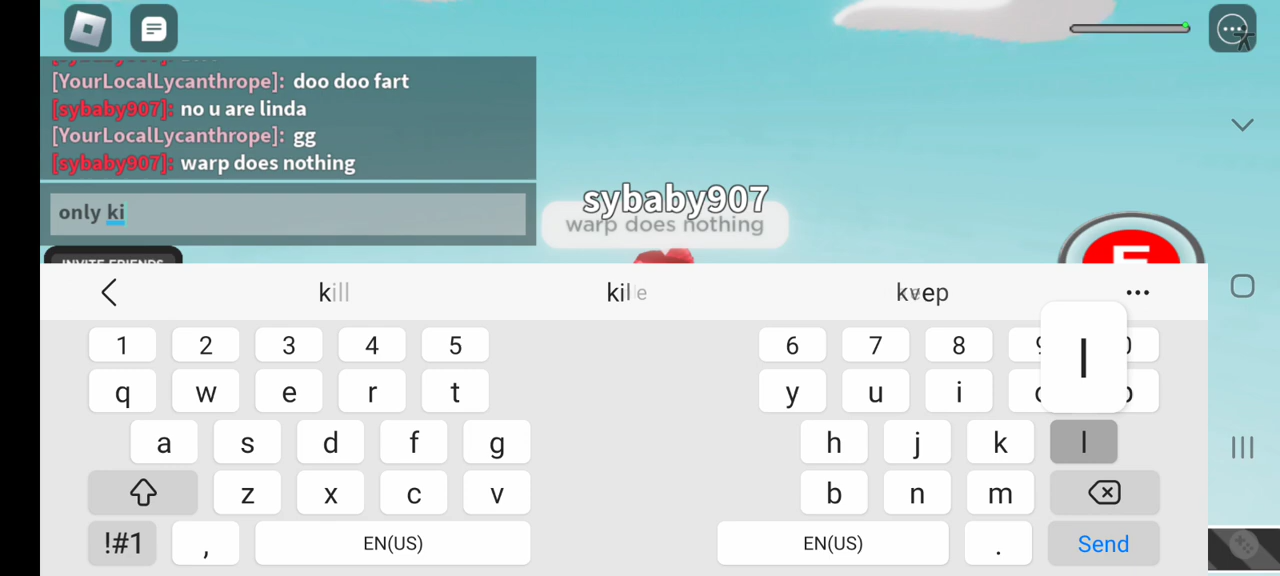 [YourLocalLycanthrope]: doo doo fart
[sybaby907]: no u are linda
[YourLocalLycanthrope]: gg
[sybaby907]: warp does nothing
only ki
sybaby907
warp does nothing
INVITE FRIENDS
kill
keep
1 2 3 4 5 6 7 8
q w e r t y u i
l
a s d f g h j k l
z x c v b n m
!#1 , EN(US) EN(US) . Send